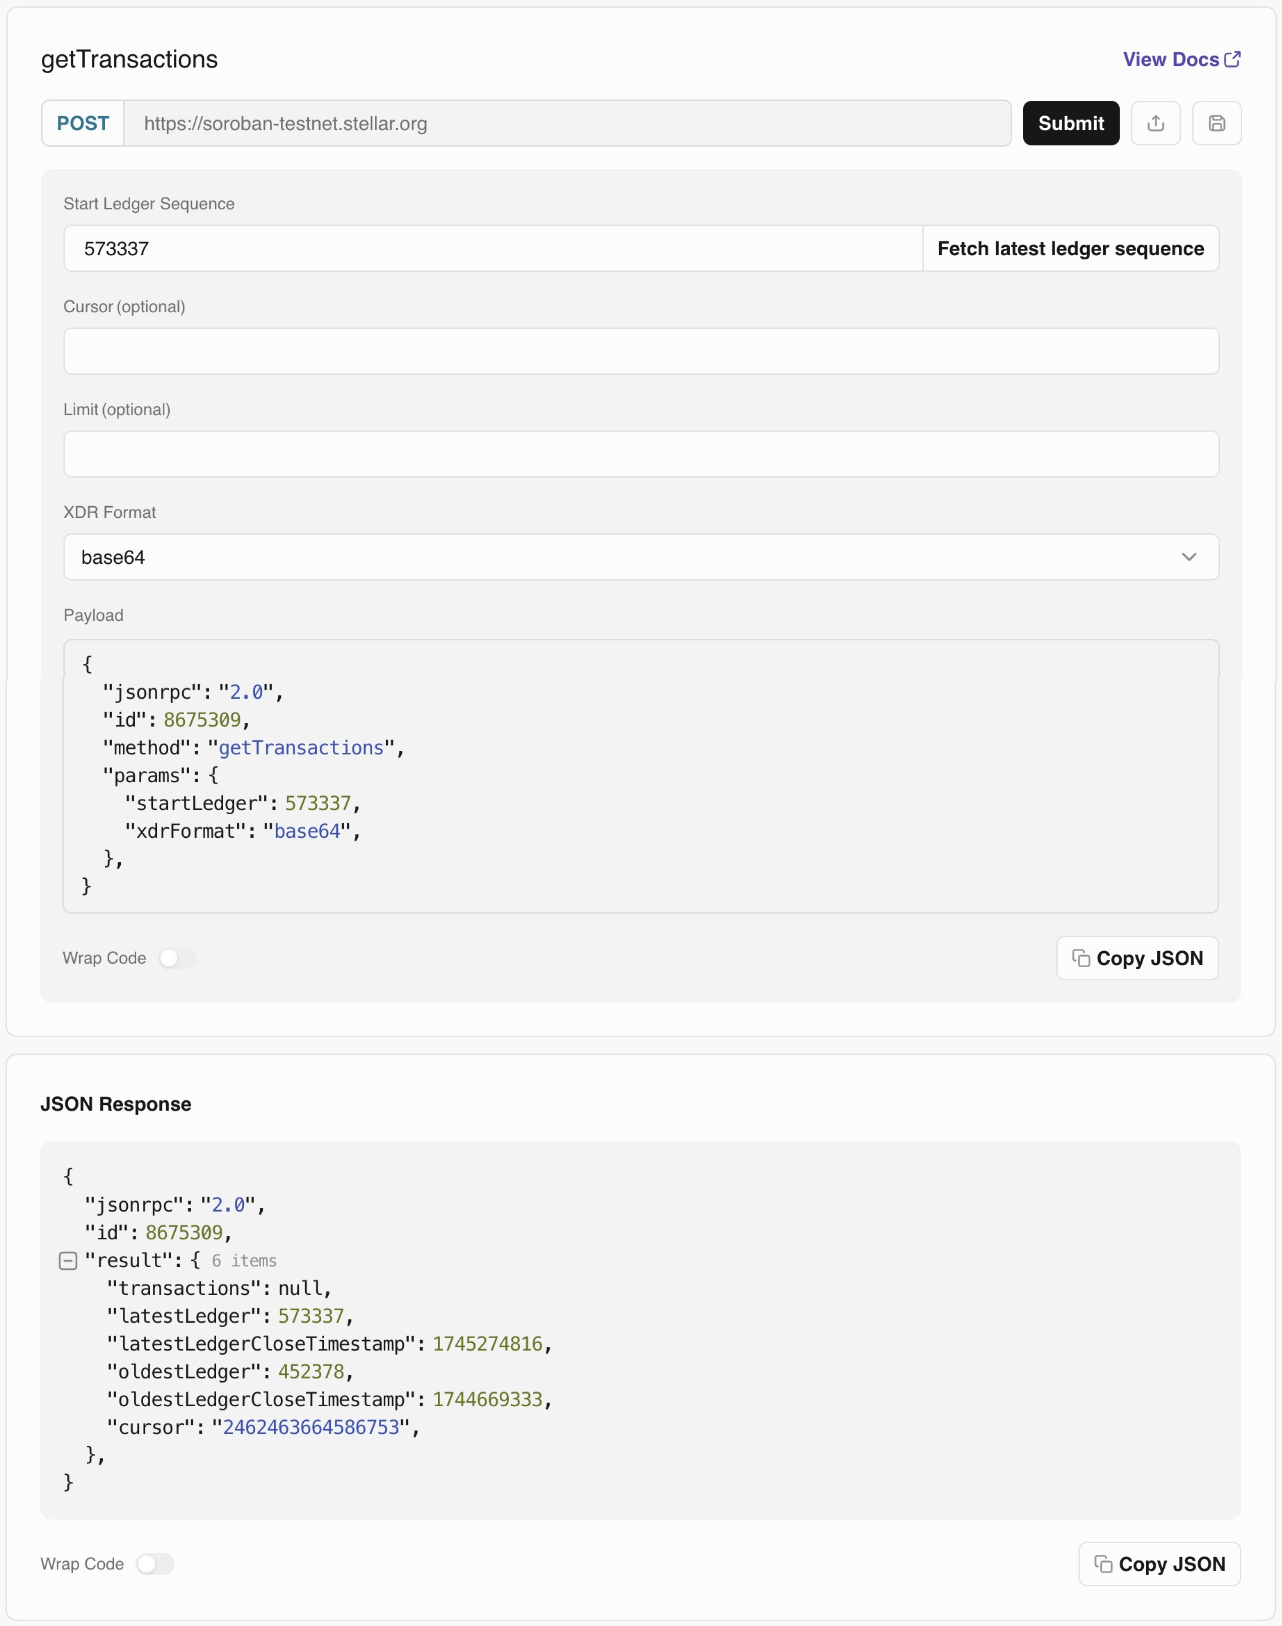 getTransactions
View Docs
POST https://soroban-testnet.stellar.org Submit
Start Ledger Sequence
573337 Fetch latest ledger sequence
Cursor (optional)
Limit (optional)
XDR Format
base64
Payload
{
"jsonrpc": "2.0",
"id": 8675309,
"method": "getTransactions",
"params": {
"startLedger": 573337,
"xdrFormat": "base64",
},
}
Wrap Code Copy JSON
JSON Response
{
"jsonrpc": "2.0",
"id": 8675309,
"result": { 6 items
"transactions": null,
"latestLedger": 573337,
"latestLedgerCloseTimestamp": 1745274816,
"oldestLedger": 452378,
"oldestLedgerCloseTimestamp": 1744669333,
"cursor": "2462463664586753",
},
}
Wrap Code Copy JSON